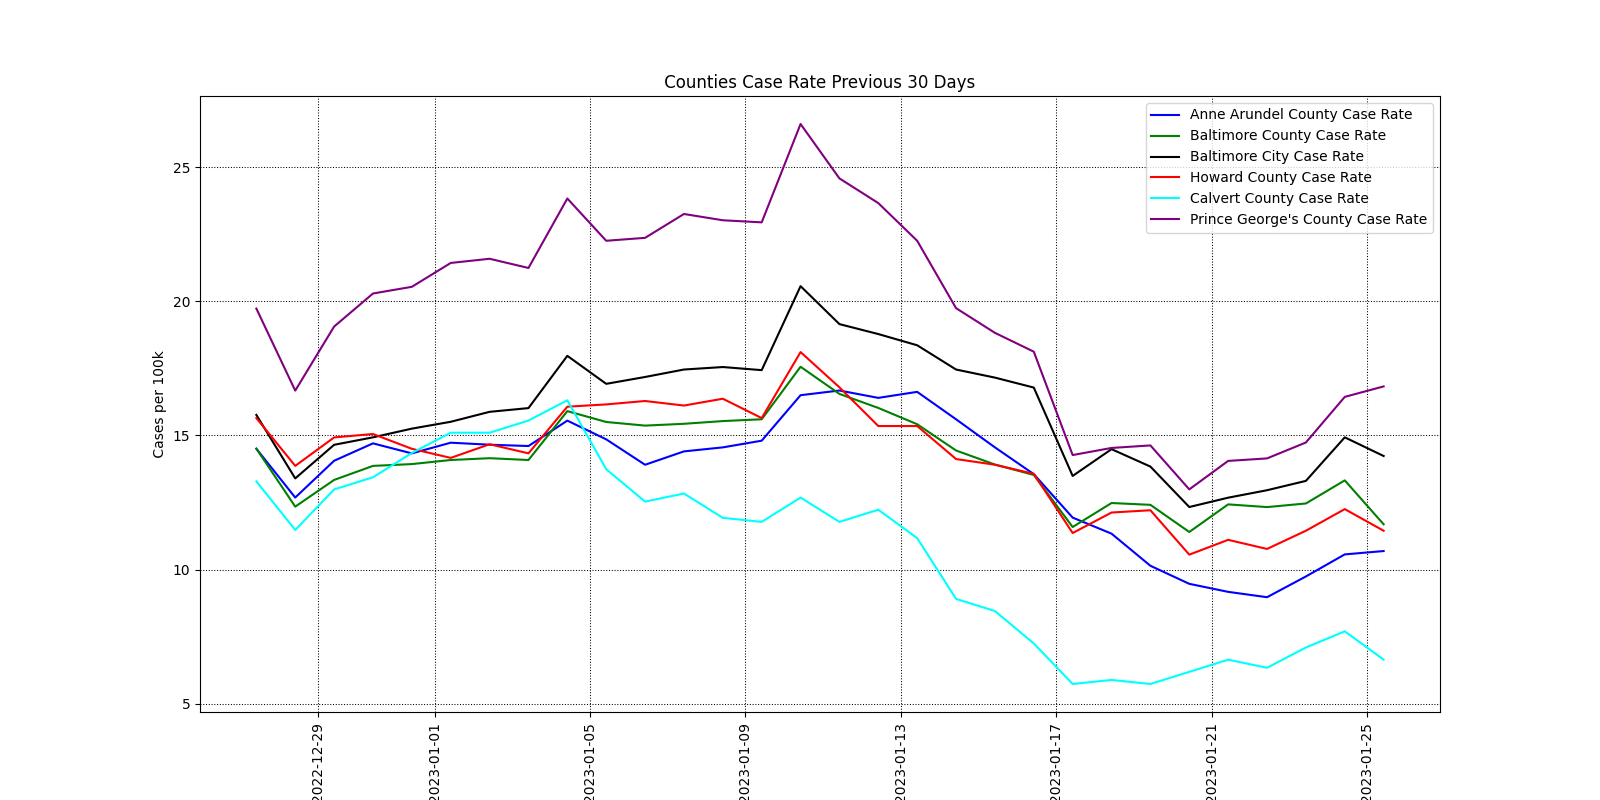 Counties Case Rate Previous 30 Days
Anne Arundel County Case Rate
Baltimore County Case Rate
Baltimore City Case Rate
Howard County Case Rate
Calvert County Case Rate
Prince George's County Case Rate
Cases per 100k
25
20
15
10
5
2022-12-29
2023-01-01
2023-01-05
2023-01-09
2023-01-13
2023-01-17
2023-01-21
2023-01-25